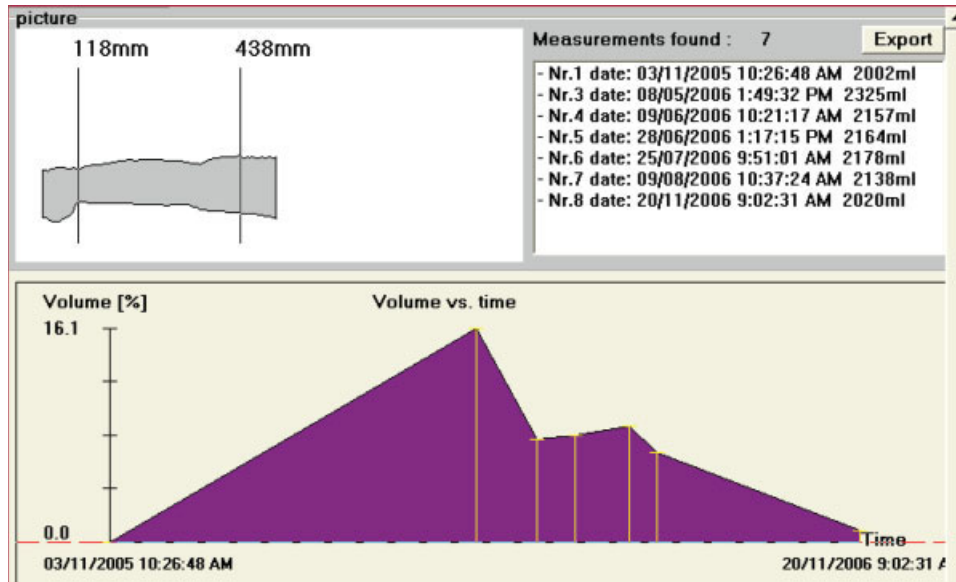 picture
118mm 438mm
Measurements found : 7 Export
- Nr.1 date: 03/11/2005 10:26:48 AM 2002ml
- Nr.3 date: 08/05/2006 1:49:32 PM 2325ml
- Nr.4 date: 09/06/2006 10:21:17 AM 2157ml
- Nr.5 date: 28/06/2006 1:17:15 PM 2164ml
- Nr.6 date: 25/07/2006 9:51:01 AM 2178ml
- Nr.7 date: 09/08/2006 10:37:24 AM 2138ml
- Nr.8 date: 20/11/2006 9:02:31 AM 2020ml
Volume [%] Volume vs. time
16.1
0.0
Time
03/11/2005 10:26:48 AM 20/11/2006 9:02:31